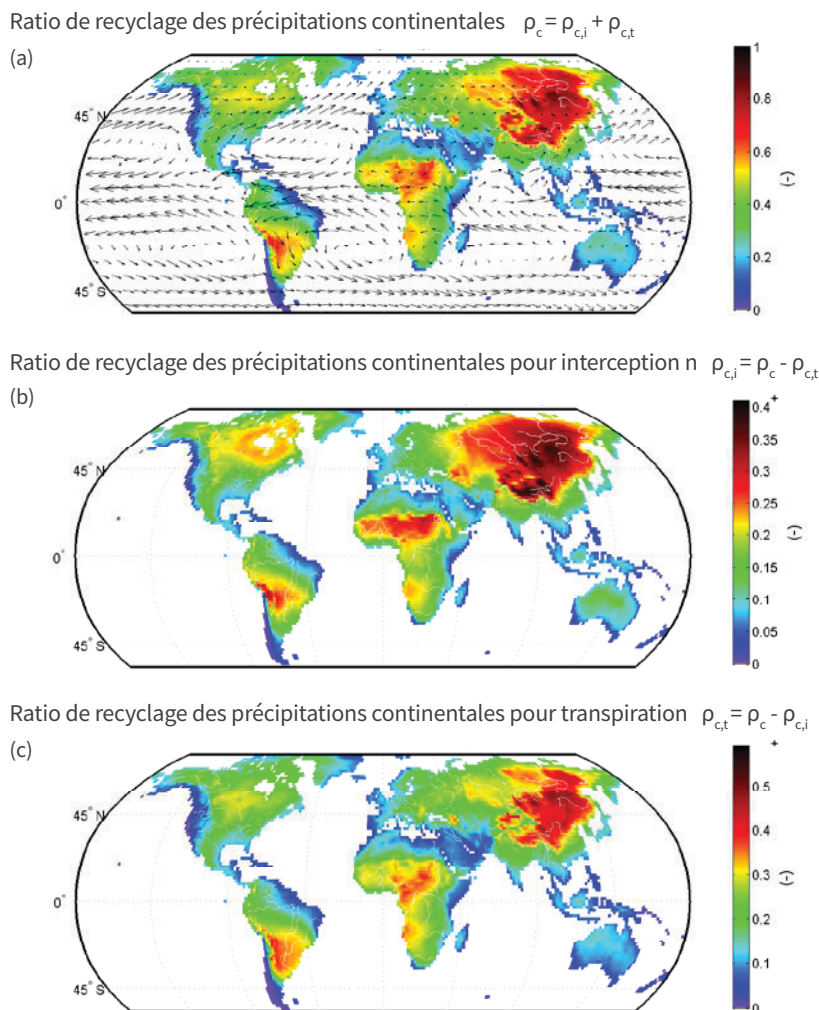 Ratio de recyclage des précipitations continentales ρc = ρc,i + ρc,t
(a)
45° N
0°
45° S
1
0.8
0.6
0.4
0.2
0
(-)
Ratio de recyclage des précipitations continentales pour interception n ρc,i = ρc - ρc,t
(b)
45° N
0°
45° S
0.4+
0.35
0.3
0.25
0.2
0.15
0.1
0.05
0
(-)
Ratio de recyclage des précipitations continentales pour transpiration ρc,t = ρc - ρc,i
(c)
45° N
0°
45° S
+
0.5
0.4
0.3
0.2
0.1
0
(-)